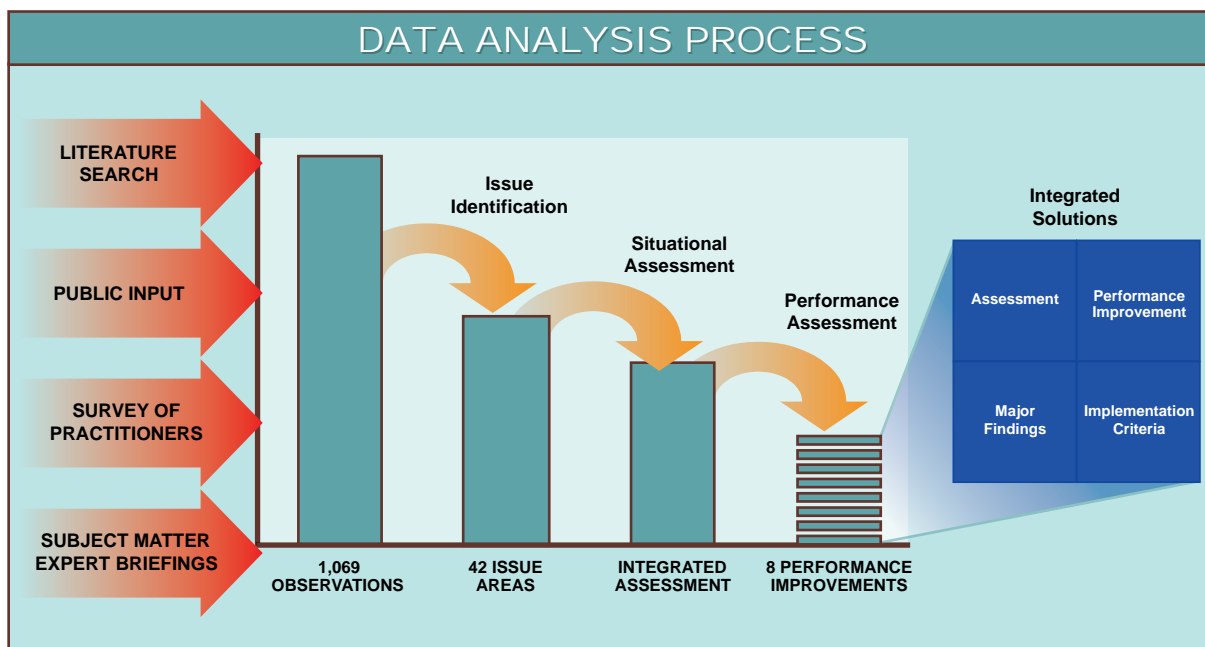 DATA ANALYSIS PROCESS
LITERATURE
SEARCH
PUBLIC INPUT
SURVEY OF
PRACTITIONERS
SUBJECT MATTER
EXPERT BRIEFINGS
Issue
Identification
Situational
Assessment
Performance
Assessment
1,069
OBSERVATIONS
42 ISSUE
AREAS
INTEGRATED
ASSESSMENT
8 PERFORMANCE
IMPROVEMENTS
Integrated
Solutions
Assessment
Performance
Improvement
Major
Findings
Implementation
Criteria